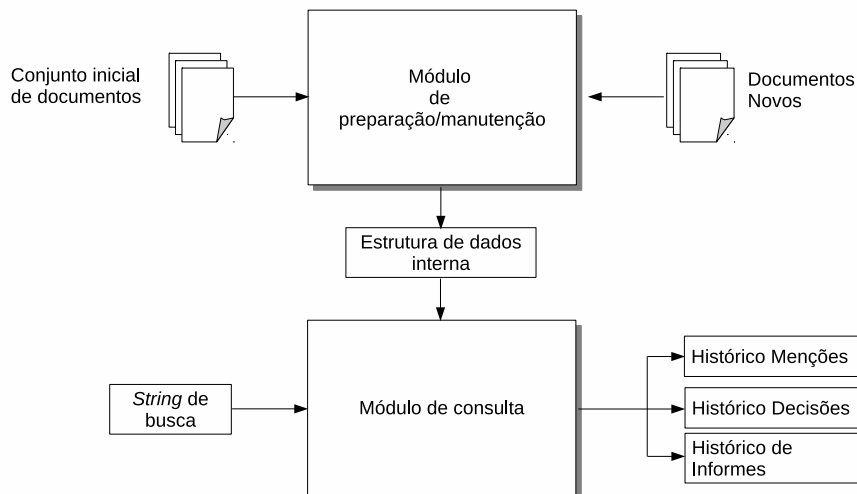 Conjunto inicial
de documentos
Módulo
de
preparação/manutenção
Documentos
Novos
Estrutura de dados
interna
String de
busca
Módulo de consulta
Histórico Menções
Histórico Decisões
Histórico de
Informes